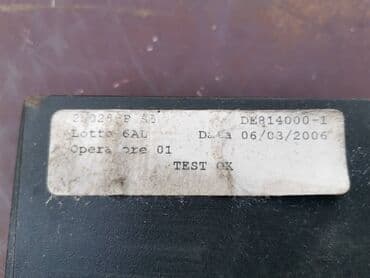 DE814000-1
Lotto 6AL Data 06/03/2006
Operatore 01
TEST OK